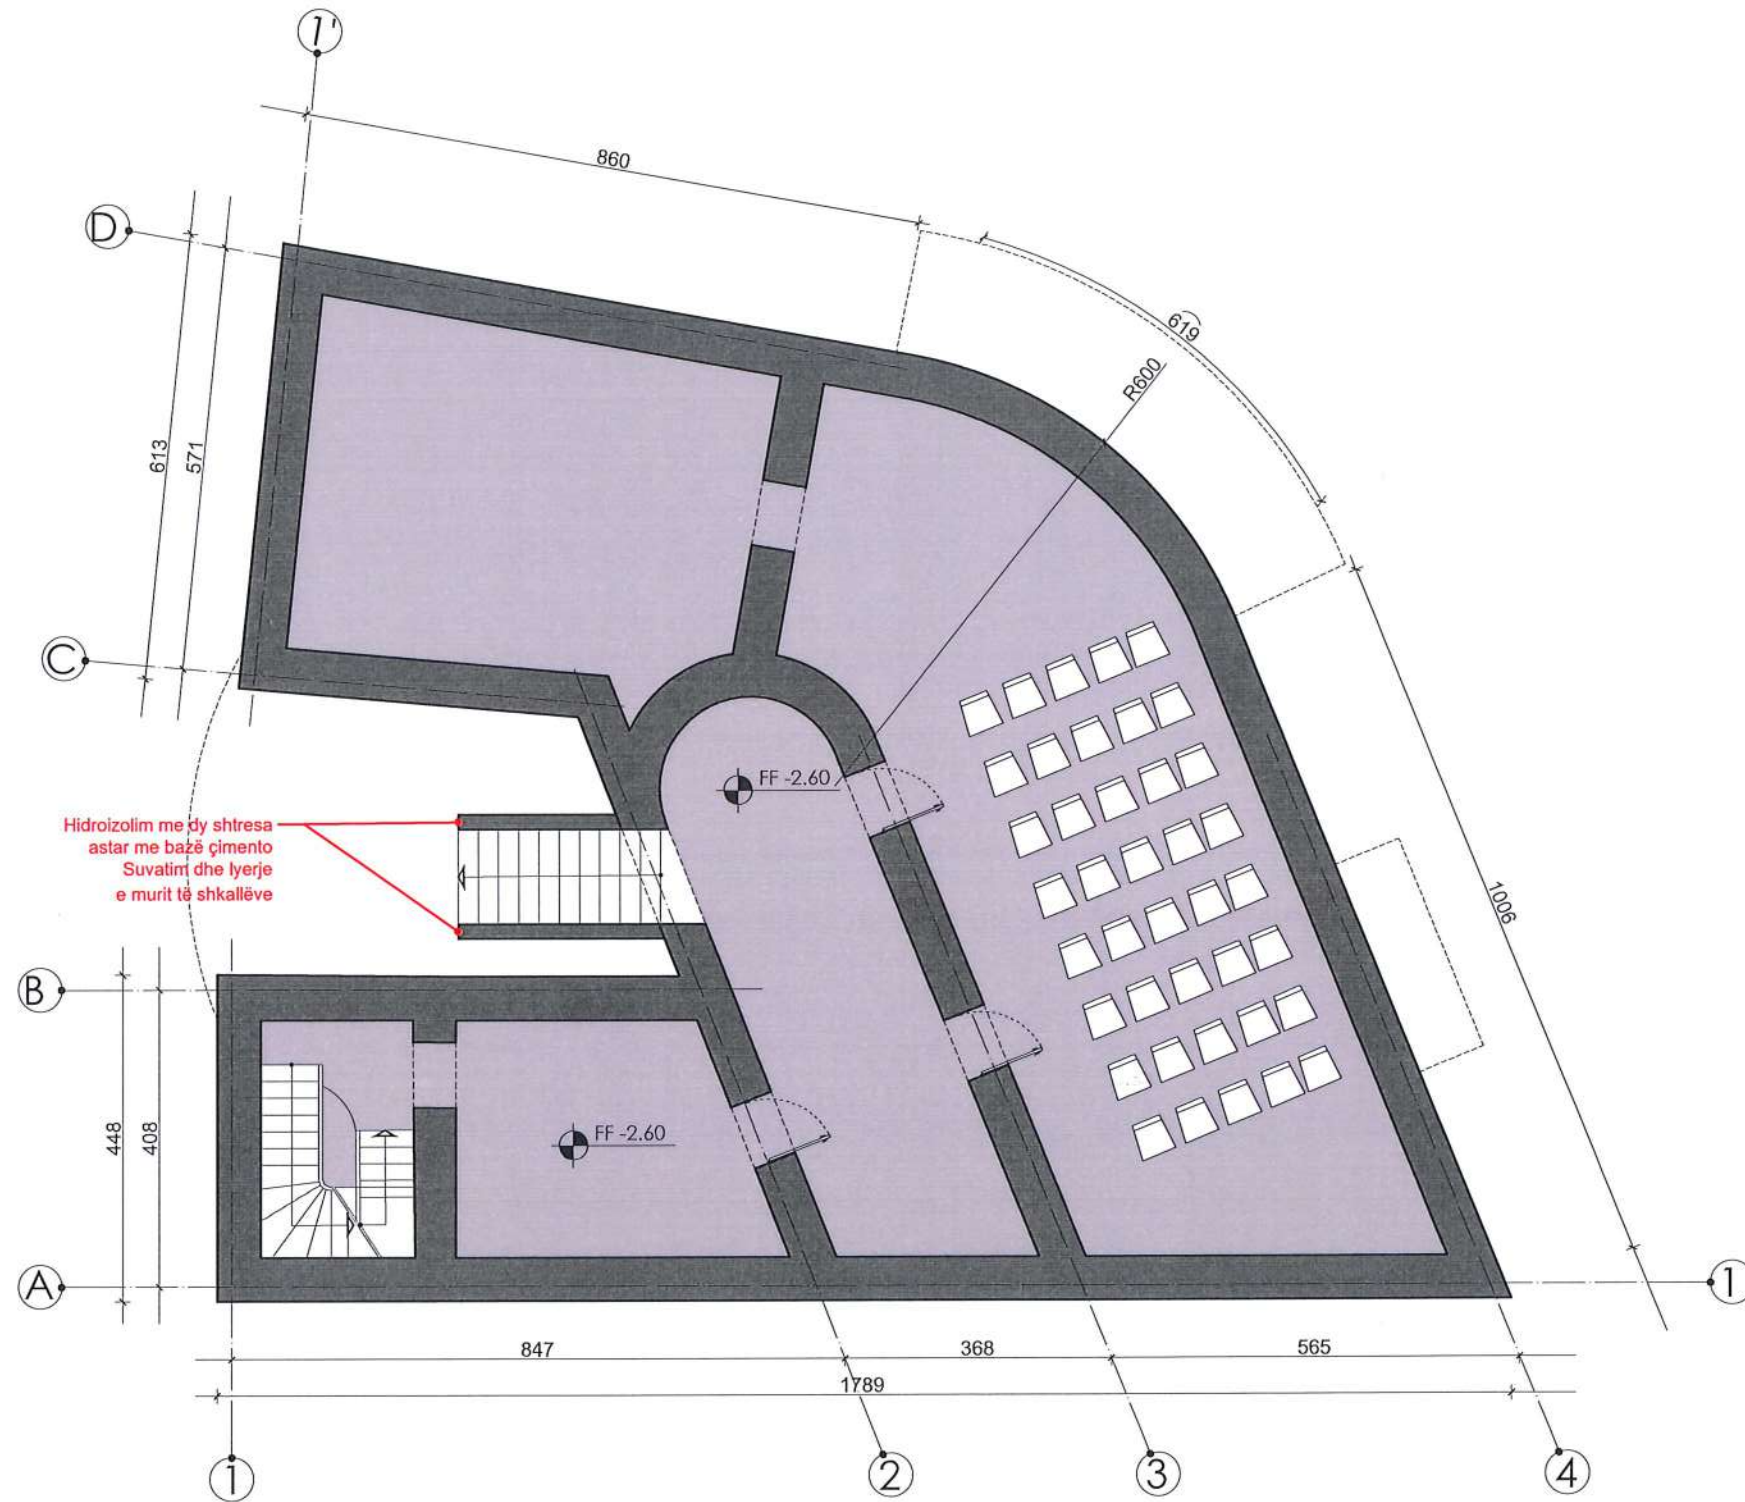 1'
860
D
619
R600
613
571
C
FF -2.60
Hidroizolim me dy shtresa
astar me bazë çimento
Suvatim dhe lyerje
e murit të shkallëve
1006
B
448
408
FF -2.60
A
1
847
368
565
1789
1
2
3
4